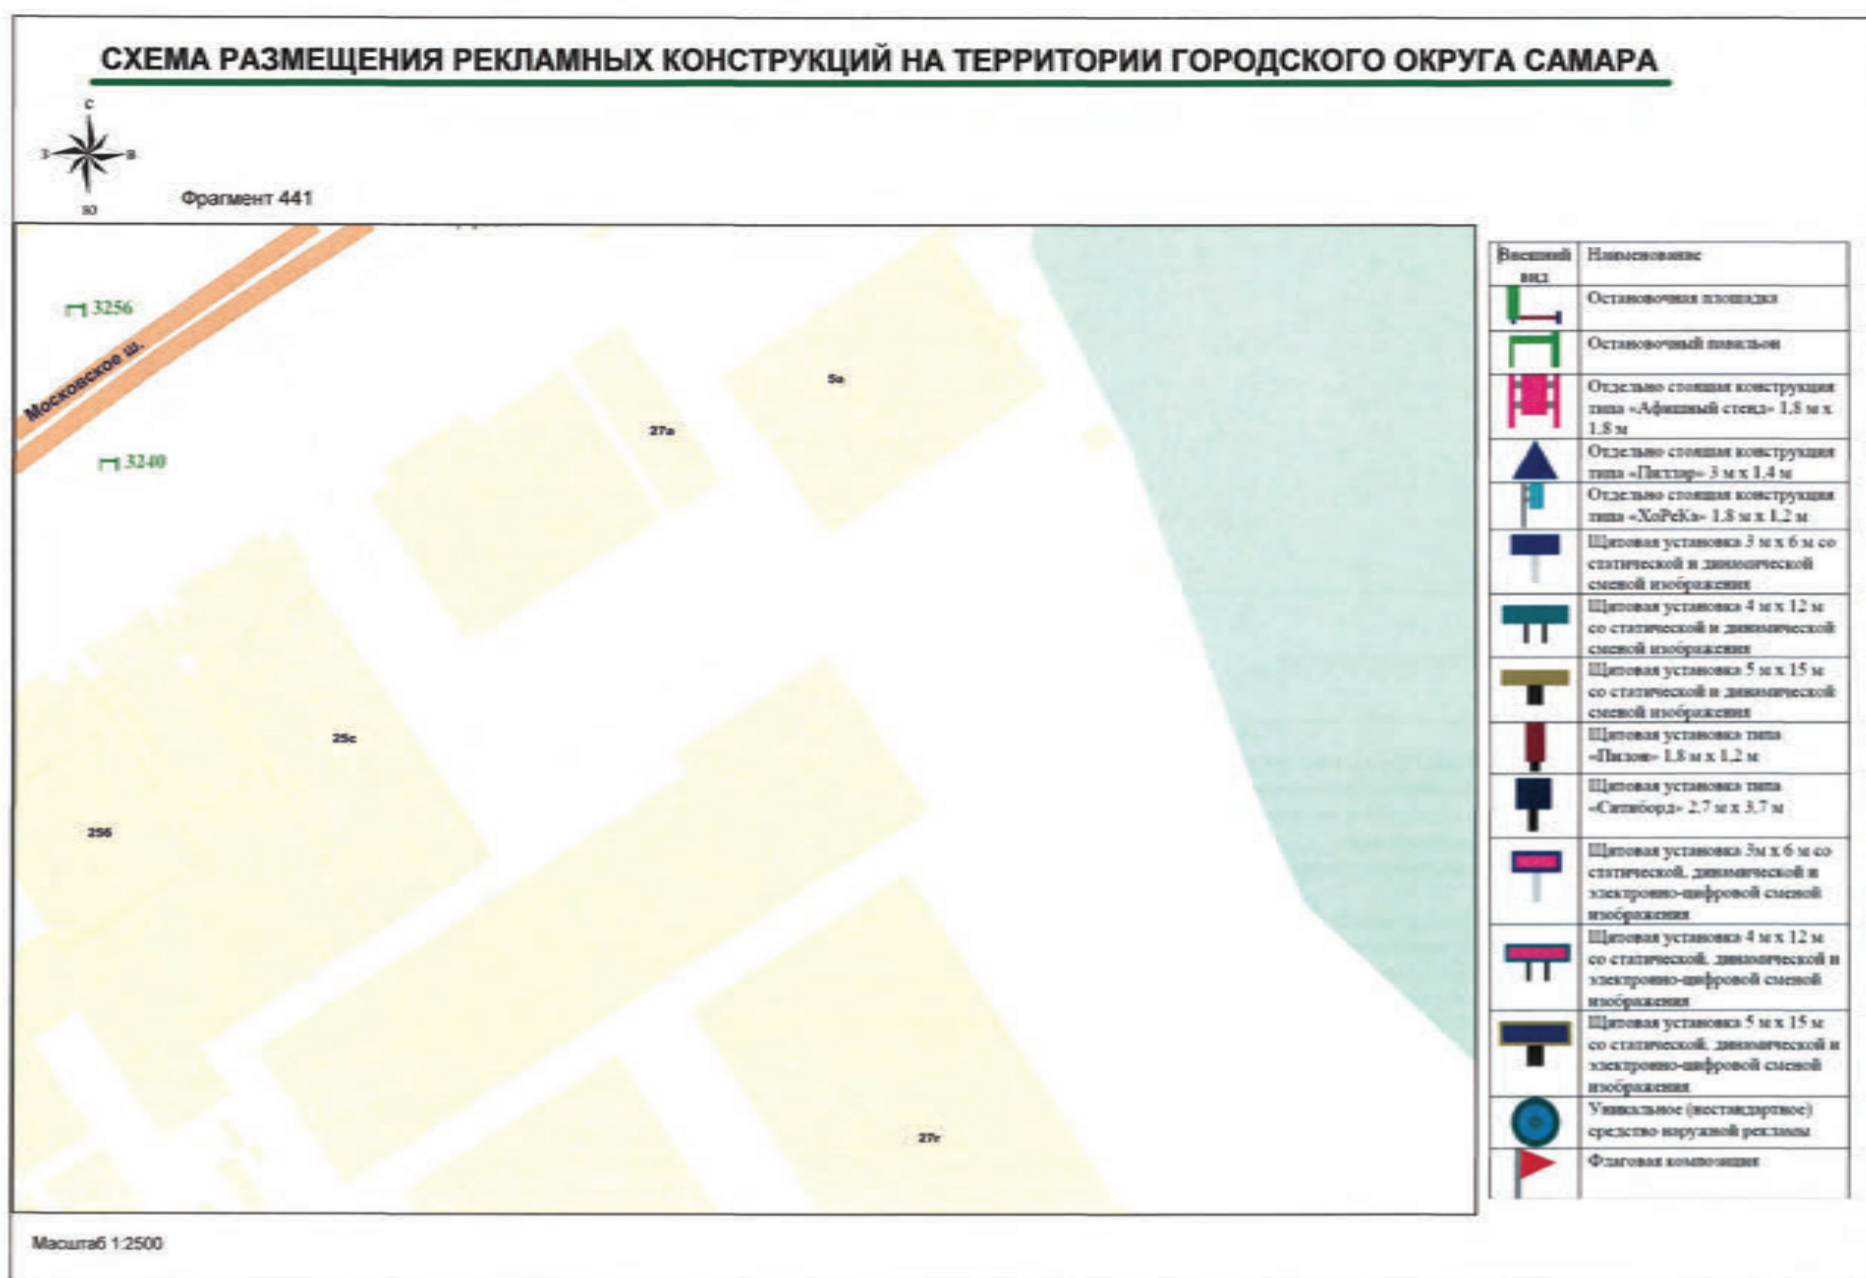 СХЕМА РАЗМЕЩЕНИЯ РЕКЛАМНЫХ КОНСТРУКЦИЙ НА ТЕРРИТОРИИ ГОРОДСКОГО ОКРУГА САМАРА
С
З
В
Ю
Фрагмент 441
3256
Московское ш.
3240
5а
27а
25с
25б
27г
Внешний
вид
Наименование
Остановочная площадка
Остановочный павильон
Отдельно стоящая конструкция
типа «Афишный стенд» 1,8 м х
1,8 м
Отдельно стоящая конструкция
типа «Пиллар» 3 м х 1,4 м
Отдельно стоящая конструкция
типа «ХоРеКа» 1,8 м х 1,2 м
Щитовая установка 3 м х 6 м со
статической и динамической
сменой изображения
Щитовая установка 4 м х 12 м
со статической и динамической
сменой изображения
Щитовая установка 5 м х 15 м
со статической и динамической
сменой изображения
Щитовая установка типа
«Пилон» 1,8 м х 1,2 м
Щитовая установка типа
«Ситиборд» 2,7 м х 3,7 м
Щитовая установка 3м х 6 м со
статической, динамической и
электронно-цифровой сменой
изображения
Щитовая установка 4 м х 12 м
со статической, динамической и
электронно-цифровой сменой
изображения
Щитовая установка 5 м х 15 м
со статической, динамической и
электронно-цифровой сменой
изображения
Уникальное (нестандартное)
средство наружной рекламы
Флаговая композиция
Масштаб 1:2500